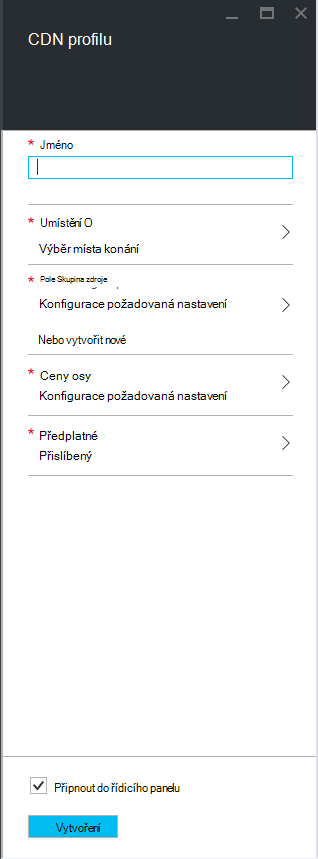 CDN profilu
* Jméno
* Umístění O
Výběr místa konání
* Pole Skupina zdroje
Konfigurace požadovaná nastavení
Nebo vytvořit nové
* Ceny osy
Konfigurace požadovaná nastavení
* Předplatné
Přislíbený
Připnout do řídicího panelu
Vytvoření